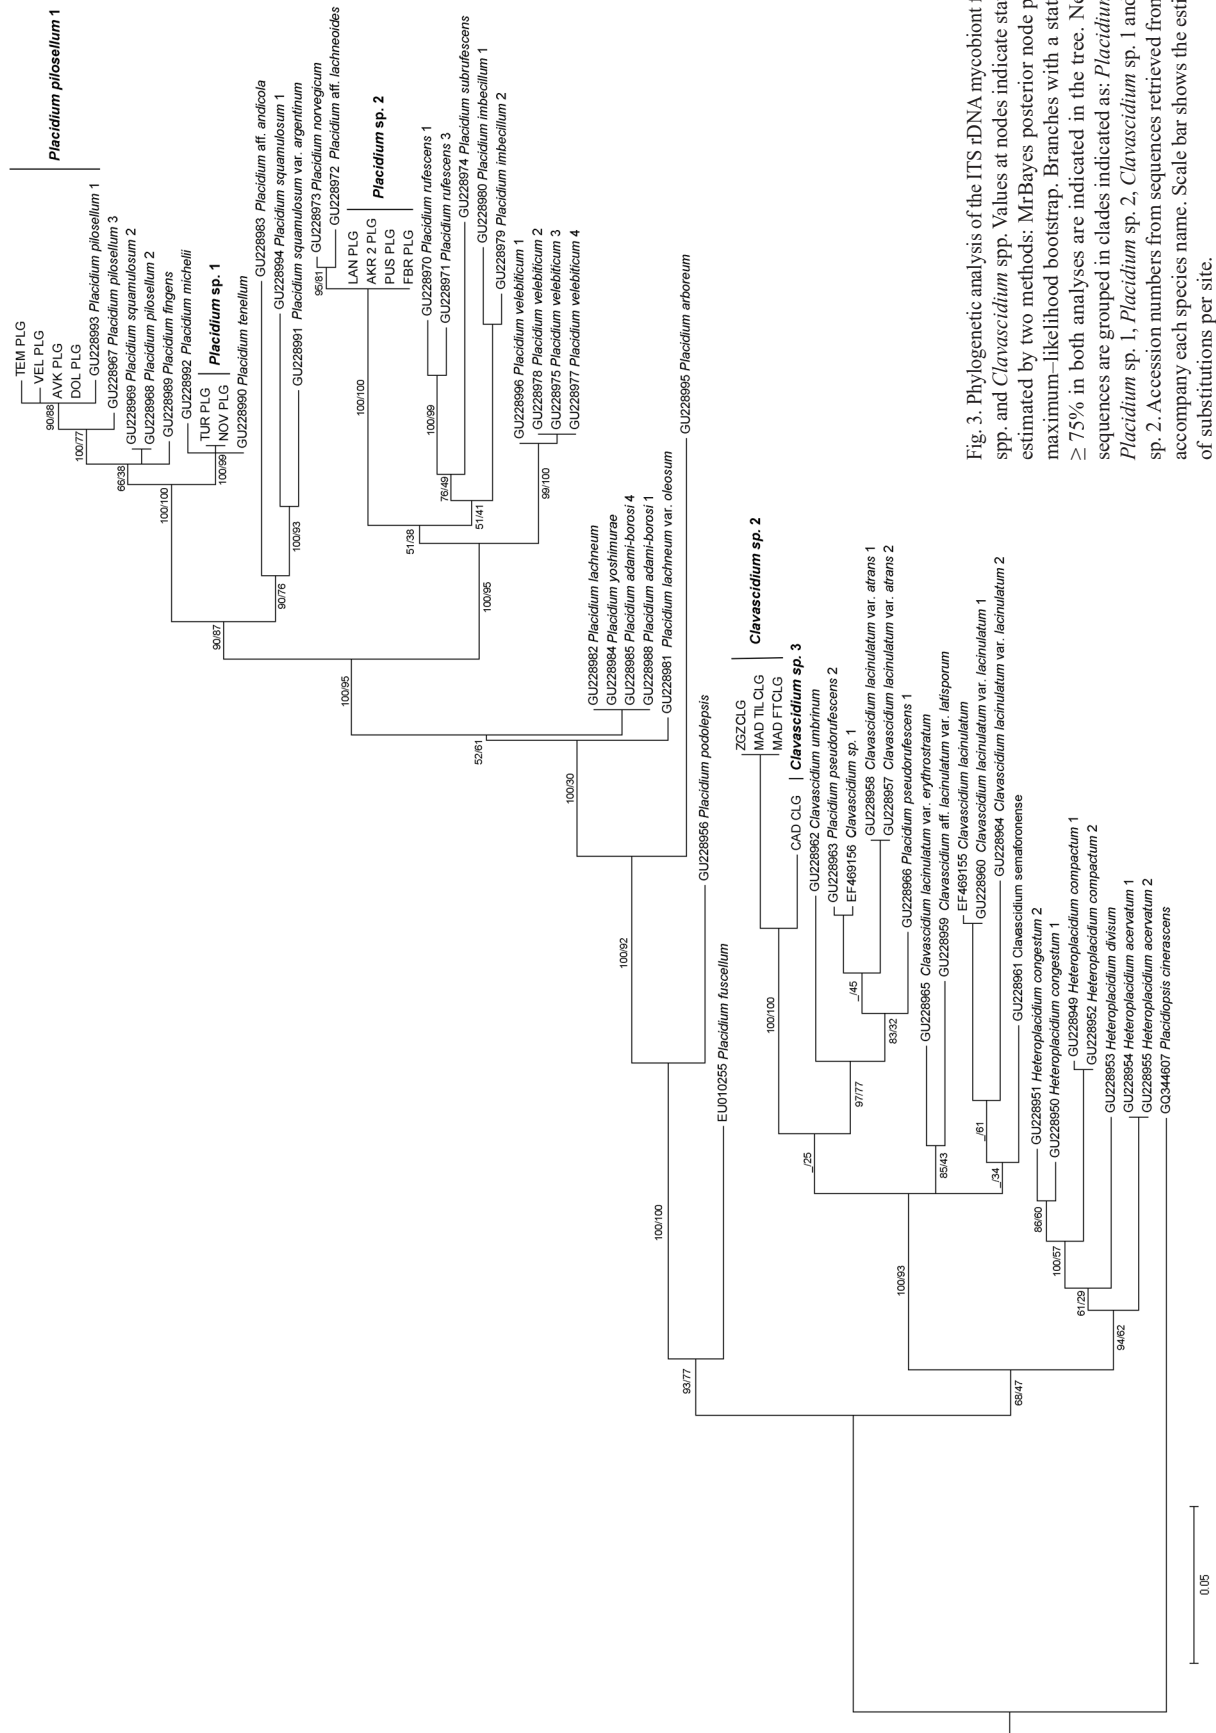 TEM PLG
VEL PLG
AVK PLG
DOL PLG
Placidium pilosellum 1
GU228993 Placidium pilosellum 1
GU228967 Placidium pilosellum 3
GU228969 Placidium squamulosum 2
GU228968 Placidium pilosellum 2
GU228989 Placidium fingens
GU228992 Placidium michelii
TUR PLG
NOV PLG
Placidium sp. 1
GU228990 Placidium tenellum
GU228983 Placidium aff. andicola
GU228994 Placidium squamulosum 1
GU228991 Placidium squamulosum var. argentinum
GU228973 Placidium norvegicum
GU228972 Placidium aff. lachneoides
LAN PLG
AKR 2 PLG
PUS PLG
FBR PLG
Placidium sp. 2
GU228970 Placidium rufescens 1
GU228971 Placidium rufescens 3
GU228974 Placidium subrufescens
GU228980 Placidium imbecillum 1
GU228979 Placidium imbecillum 2
GU228996 Placidium velebiticum 1
GU228978 Placidium velebiticum 2
GU228975 Placidium velebiticum 3
GU228977 Placidium velebiticum 4
GU228982 Placidium lachneum
GU228984 Placidium yoshimurae
GU228985 Placidium adami-borosi 4
GU228988 Placidium adami-borosi 1
GU228981 Placidium lachneum var. oleosum
GU228995 Placidium arboreum
GU228956 Placidium podolepsis
EU010255 Placidium fuscellum
ZGZCLG
MAD TIL CLG
MAD FTCLG
Clavascidium sp. 2
CAD CLG
Clavascidium sp. 3
GU228962 Clavascidium umbrinum
GU228963 Placidium pseudorufescens 2
EF469156 Clavascidium sp. 1
GU228958 Clavascidium lacinulatum var. atrans 1
GU228957 Clavascidium lacinulatum var. atrans 2
GU228966 Placidium pseudorufescens 1
GU228965 Clavascidium lacinulatum var. erythrostratum
GU228959 Clavascidium aff. lacinulatum var. latisporum
EF469155 Clavascidium lacinulatum
GU228960 Clavascidium lacinulatum var. lacinulatum 1
GU228964 Clavascidium lacinulatum var. lacinulatum 2
GU228961 Clavascidium semaforonense
GU228951 Heteroplacidium congestum 2
GU228950 Heteroplacidium congestum 1
GU228949 Heteroplacidium compactum 1
GU228952 Heteroplacidium compactum 2
GU228953 Heteroplacidium divisum
GU228954 Heteroplacidium acervatum 1
GU228955 Heteroplacidium acervatum 2
GQ344607 Placidiopsis cinerascens
90/88
100/77
66/38
100/100
100/99
90/87
90/76
100/93
100/95
95/81
100/100
51/38
100/99
76/49
51/41
100/95
99/100
52/61
100/30
100/92
100/100
93/77
100/100
_/25
97/77
_/45
83/32
100/93
85/43
_/61
_/34
68/47
86/60
100/57
61/29
94/62
0.05
Fig. 3. Phylogenetic analysis of the ITS rDNA mycobiont
spp. and Clavascidium spp. Values at nodes indicate sta
estimated by two methods: MrBayes posterior node p
maximum–likelihood bootstrap. Branches with a stat
≥ 75% in both analyses are indicated in the tree. Ne
sequences are grouped in clades indicated as: Placidium
Placidium sp. 1, Placidium sp. 2, Clavascidium sp. 1 and
sp. 2. Accession numbers from sequences retrieved from
accompany each species name. Scale bar shows the esti
of substitutions per site.